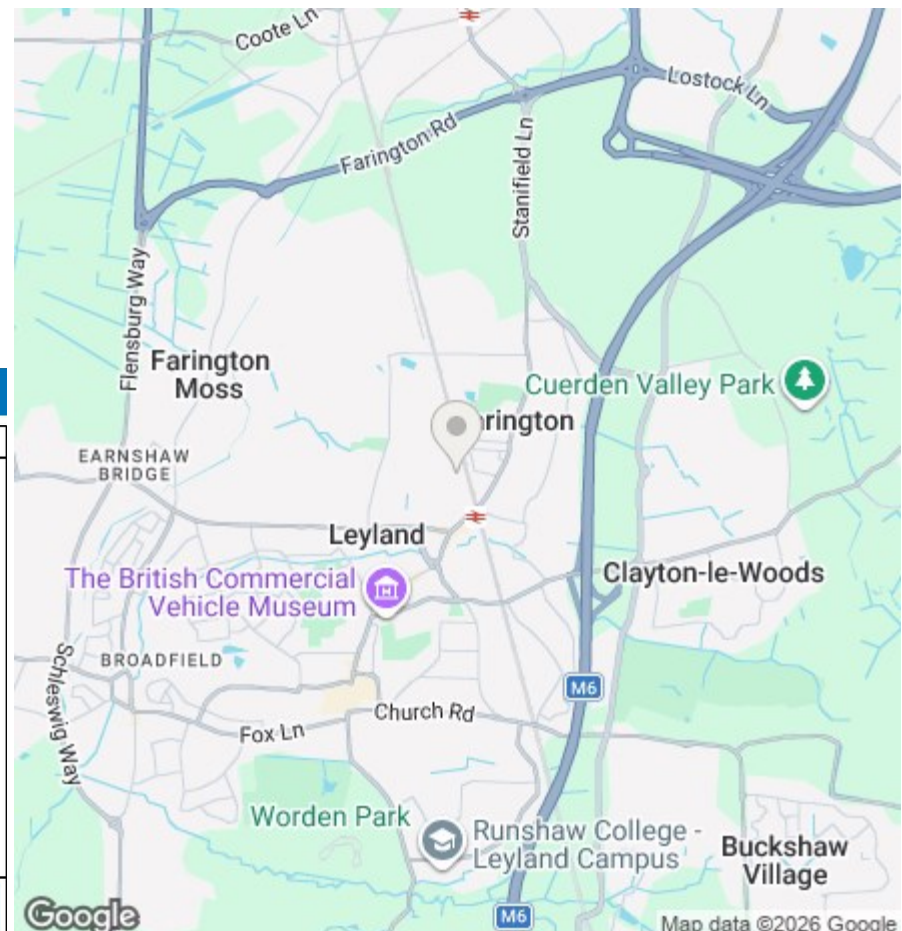 Coote Ln
Lostock Ln
Farington Rd
Stanifield Ln
Flensburg Way
Farington
Moss
Cuerden Valley Park
rington
EARNSHAW
BRIDGE
Leyland
The British Commercial
Vehicle Museum
Clayton-le-Woods
BROADFIELD
Schleswig Way
M6
Church Rd
Fox Ln
Worden Park
Runshaw College -
Leyland Campus
Buckshaw
Village
M6
Google
Map data ©2026 Google